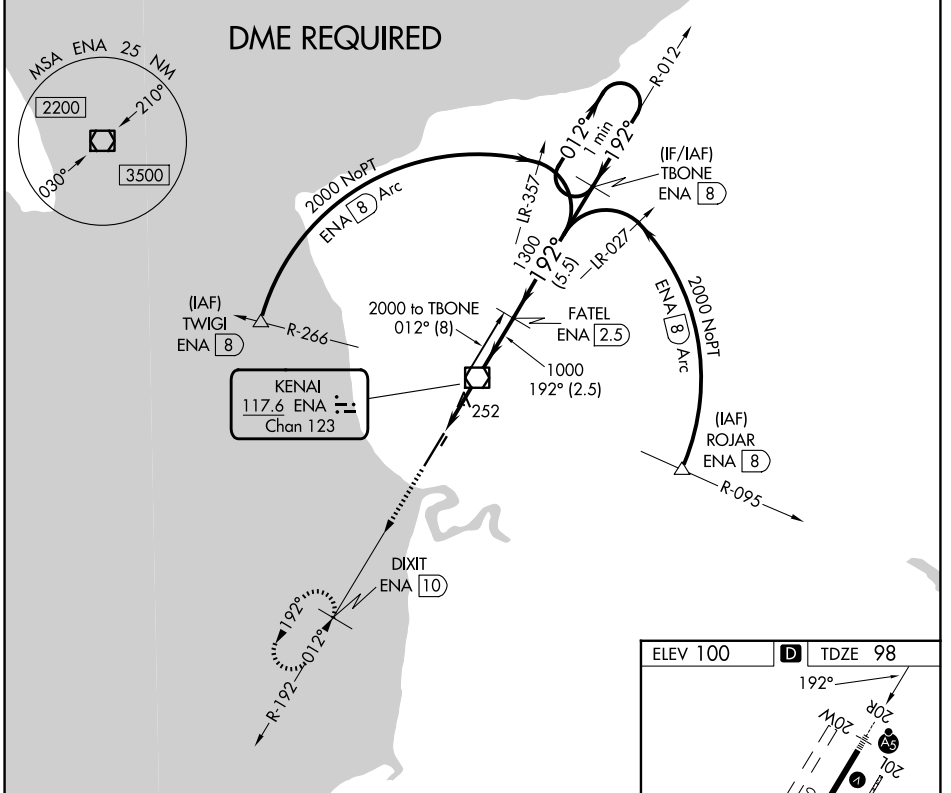 DME REQUIRED
MSA ENA 25 NM
2200
210°
030°
3500
R-012
012°
1 min
192°
(IF/IAF)
TBONE
ENA 8
2000 NoPT
ENA 8 Arc
LR-357
1300
192°
(5.5)
LR-027
2000 NoPT
ENA 8 Arc
(IAF)
TWIGI
ENA 8
R-266
2000 to TBONE
012° (8)
FATEL
ENA 2.5
1000
192° (2.5)
KENAI
117.6 ENA
Chan 123
252
(IAF)
ROJAR
ENA 8
R-095
DIXIT
ENA 10
192°
012°
R-192
ELEV 100
D
TDZE 98
192°
20W
20R
A5
20L
V